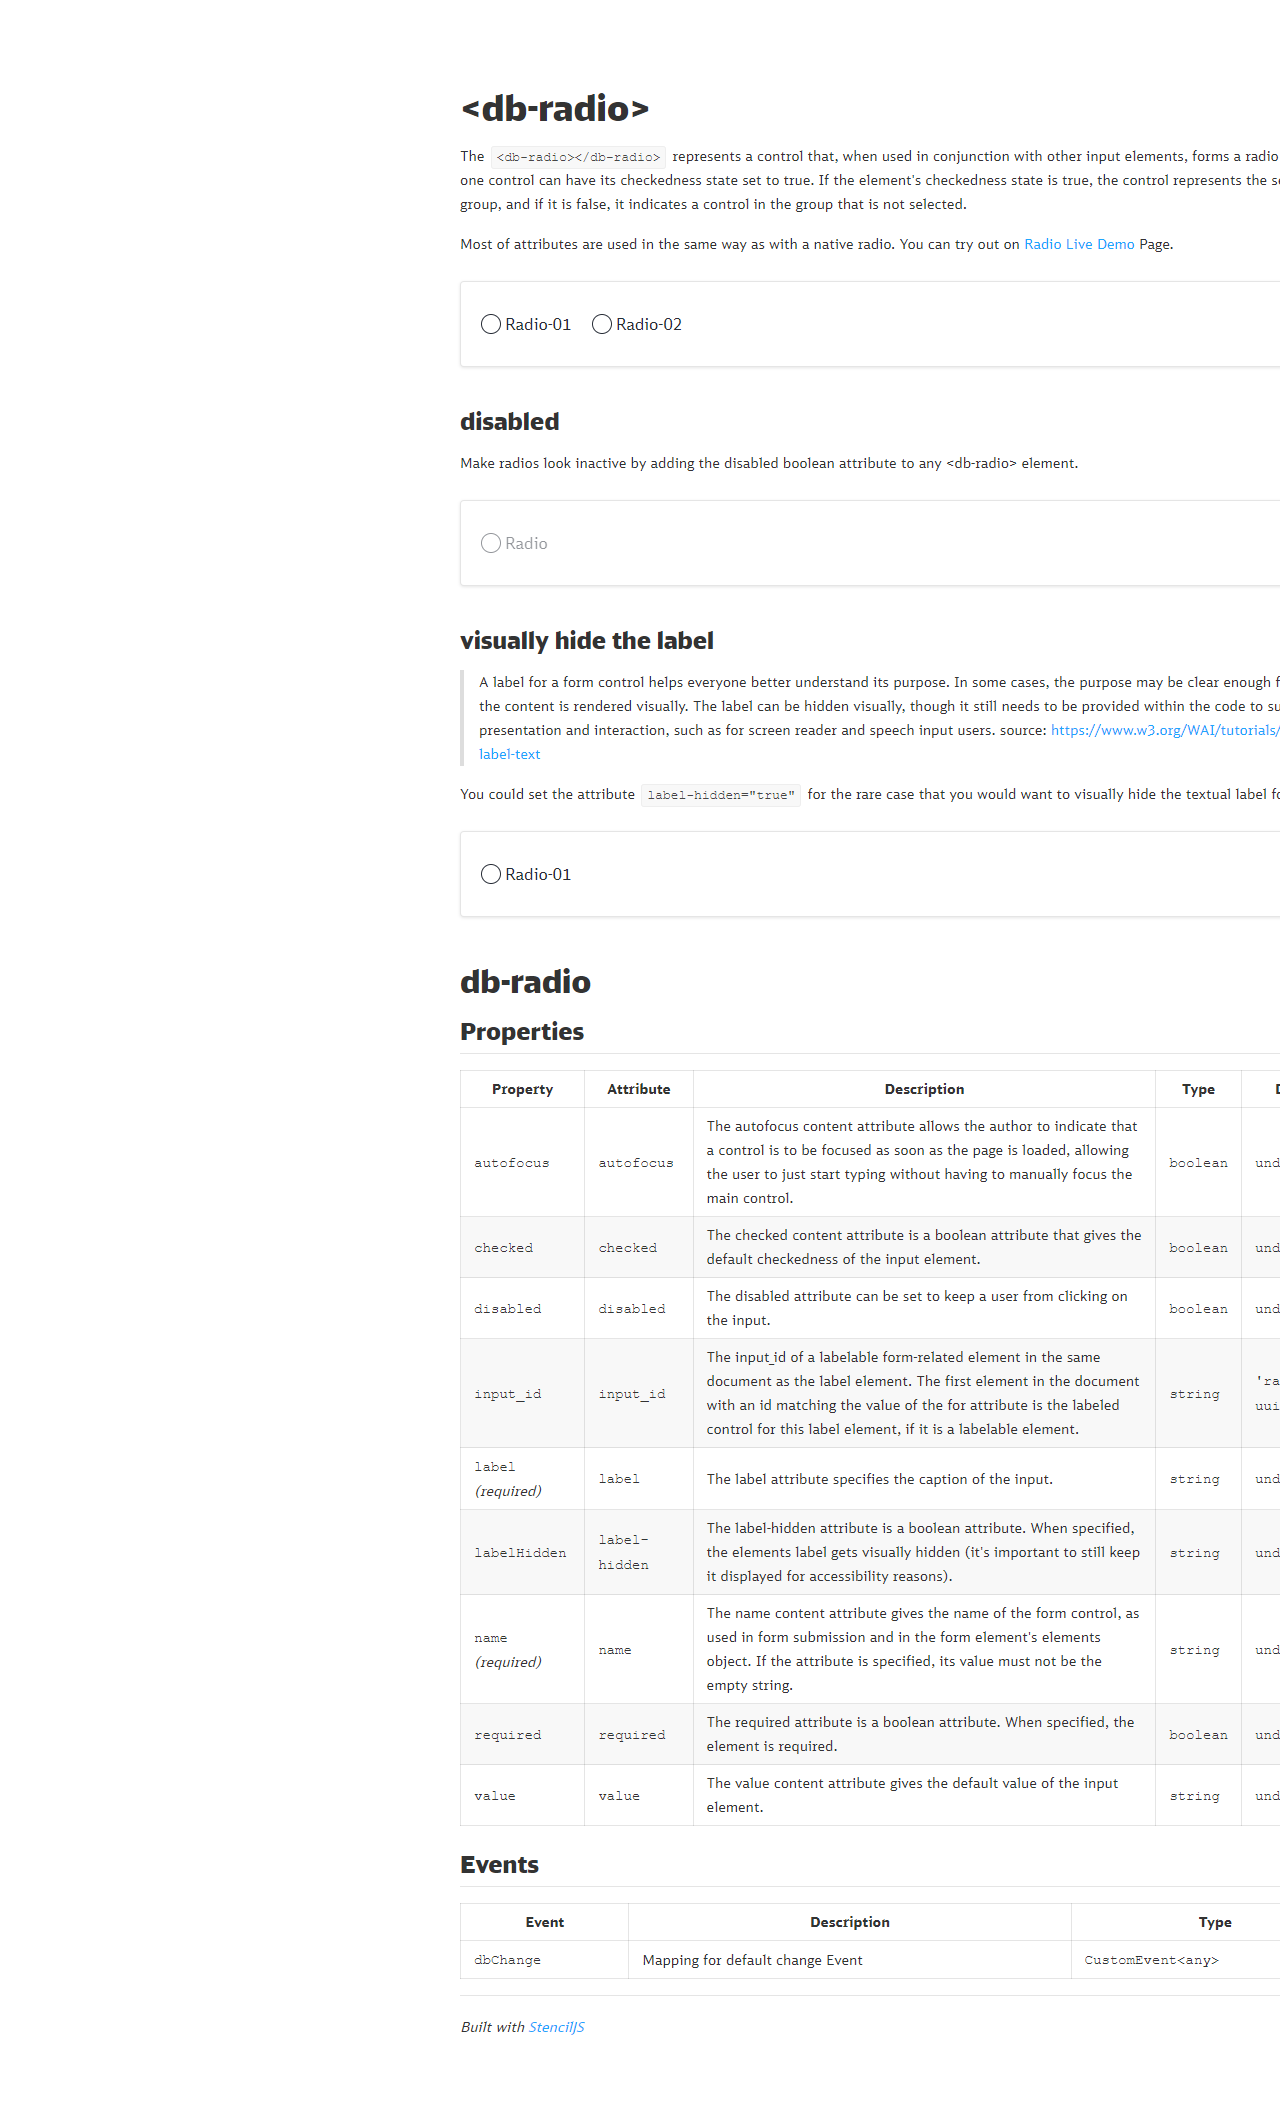 <db-radio>
The <db-radio></db-radio> represents a control that, when used in conjunction with other input elements, forms a radio
one control can have its checkedness state set to true. If the element's checkedness state is true, the control represents the
group, and if it is false, it indicates a control in the group that is not selected.
Most of attributes are used in the same way as with a native radio. You can try out on Radio Live Demo Page.
Radio-01 Radio-02
disabled
Make radios look inactive by adding the disabled boolean attribute to any <db-radio> element.
Radio
visually hide the label
A label for a form control helps everyone better understand its purpose. In some cases, the purpose may be clear enough
the content is rendered visually. The label can be hidden visually, though it still needs to be provided within the code to
presentation and interaction, such as for screen reader and speech input users. source: https://www.w3.org/WAI/tutorials/
label-text
You could set the attribute label-hidden="true" for the rare case that you would want to visually hide the textual label
Radio-01
db-radio
Properties
Property Attribute Description Type
The autofocus content attribute allows the author to indicate that
a control is to be focused as soon as the page is loaded, allowing
autofocus autofocus boolean und
the user to just start typing without having to manually focus the
main control.
The checked content attribute is a boolean attribute that gives the
checked checked boolean und
default checkedness of the input element.
The disabled attribute can be set to keep a user from clicking on
disabled disabled boolean und
the input.
The input_id of a labelable form-related element in the same
document as the label element. The first element in the document 'ra
input_id input_id string
with an id matching the value of the for attribute is the labeled uui
control for this label element, if it is a labelable element.
label
(required) label The label attribute specifies the caption of the input. string und
The label-hidden attribute is a boolean attribute. When specified,
labelHidden label-hidden the elements label gets visually hidden (it's important to still keep string und
it displayed for accessibility reasons).
The name content attribute gives the name of the form control, as
name used in form submission and in the form element's elements
(required) name object. If the attribute is specified, its value must not be the string und
empty string.
The required attribute is a boolean attribute. When specified, the
required required boolean und
element is required.
The value content attribute gives the default value of the input
value value string und
element.
Events
Event Description Type
dbChange Mapping for default change Event CustomEvent<any>
Built with StencilJS